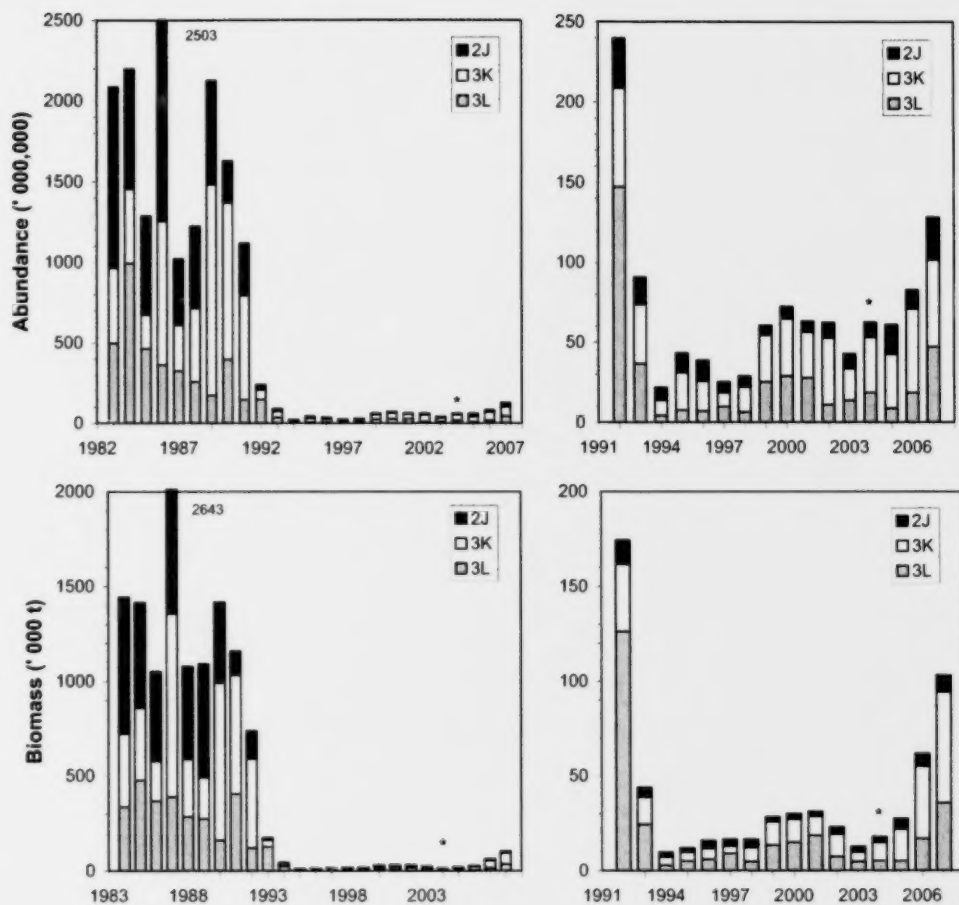 Abundance (' 000,000)
2500
2000
1500
1000
500
0
2503
2J
3K
3L
*
1982 1987 1992 1997 2002 2007
250
200
150
100
50
0
2J
3K
3L
*
1991 1994 1997 2000 2003 2006
Biomass (' 000 t)
2000
1500
1000
500
0
2643
2J
3K
3L
*
1983 1988 1993 1998 2003
200
150
100
50
0
2J
3K
3L
*
1991 1994 1997 2000 2003 2006